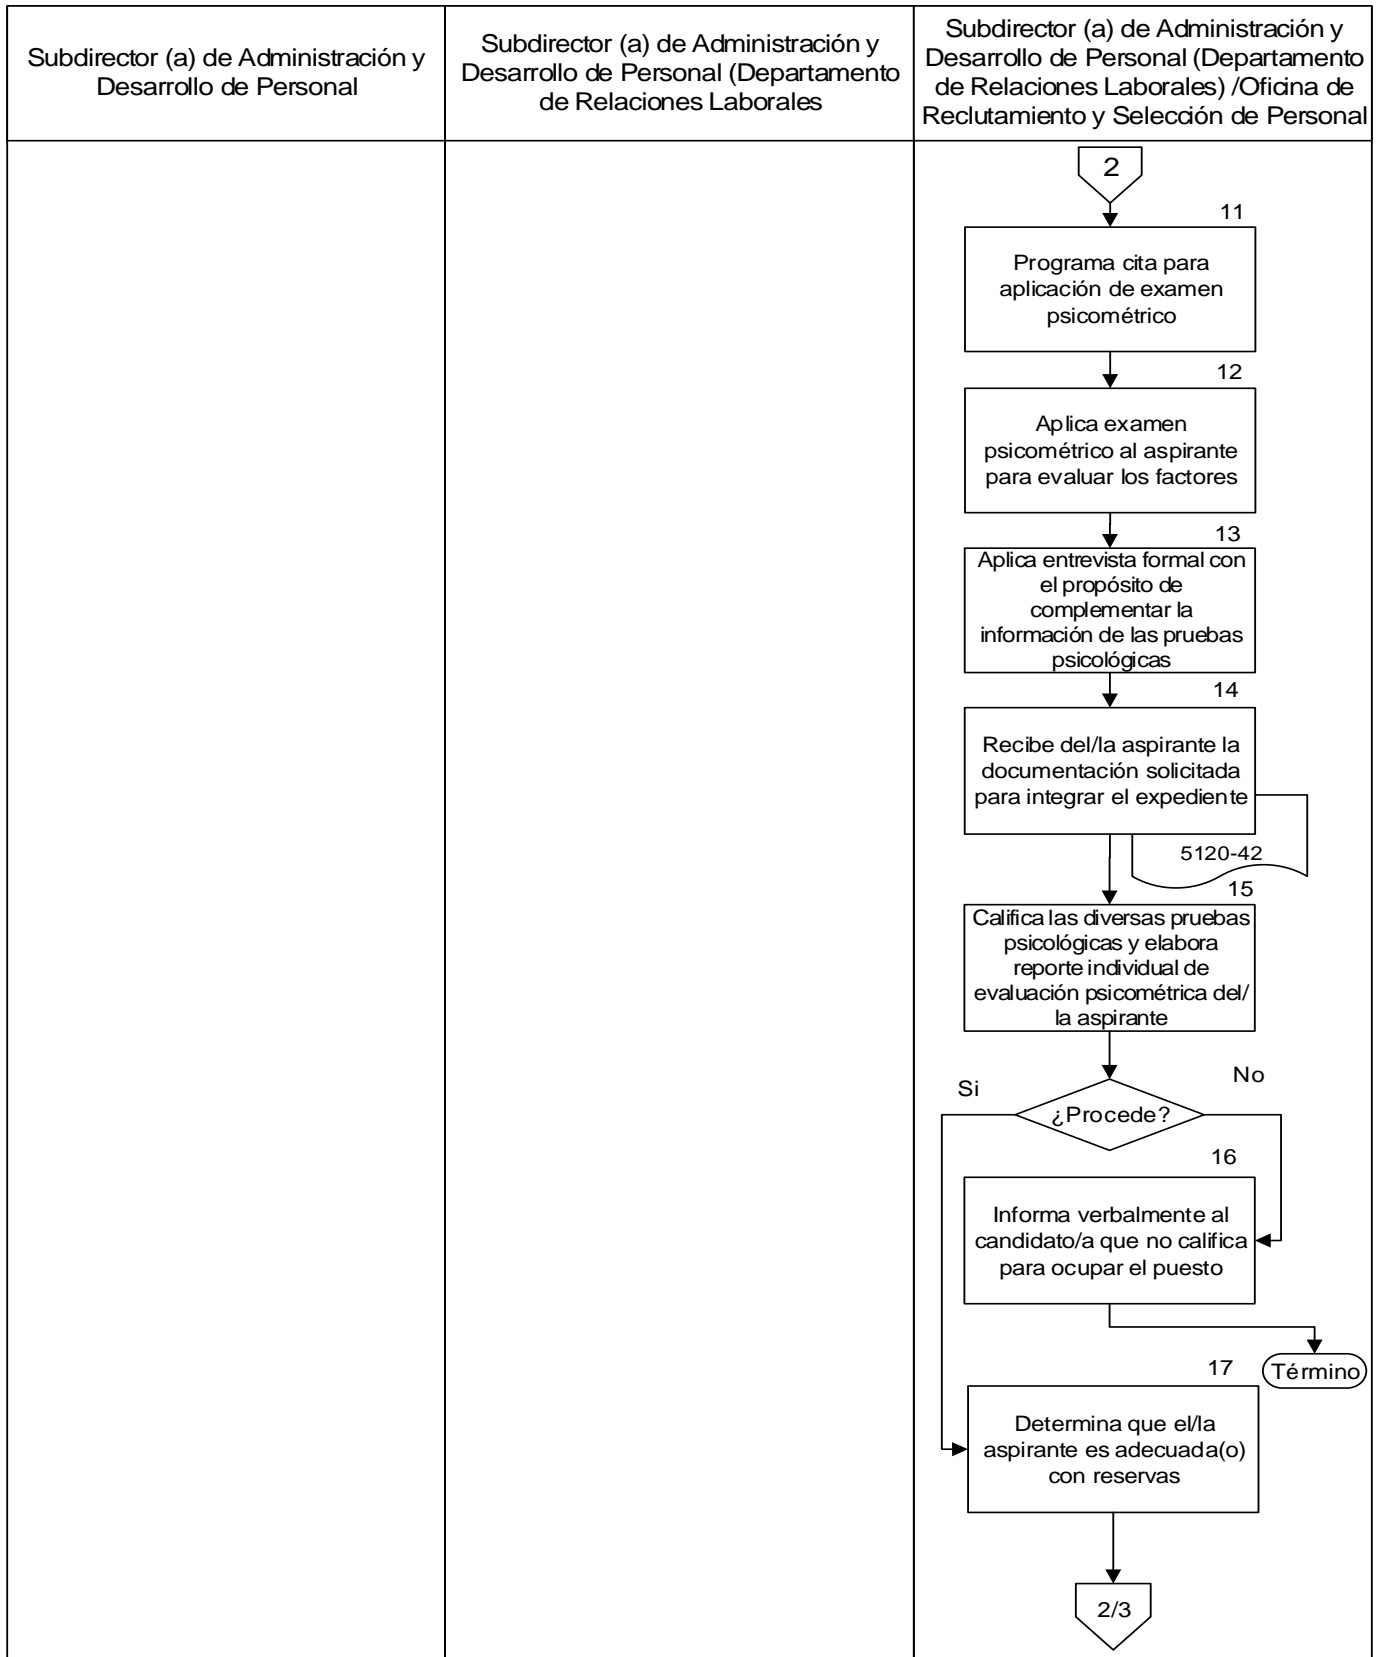 Subdirector (a) de Administración y
Desarrollo de Personal
Subdirector (a) de Administración y
Desarrollo de Personal (Departamento
de Relaciones Laborales
Subdirector (a) de Administración y
Desarrollo de Personal (Departamento
de Relaciones Laborales) /Oficina de
Reclutamiento y Selección de Personal
2
11
Programa cita para
aplicación de examen
psicométrico
12
Aplica examen
psicométrico al aspirante
para evaluar los factores
13
Aplica entrevista formal con
el propósito de
complementar la
información de las pruebas
psicológicas
14
Recibe del/la aspirante la
documentación solicitada
para integrar el expediente
5120-42
15
Califica las diversas pruebas
psicológicas y elabora
reporte individual de
evaluación psicométrica del/
la aspirante
Si
No
¿Procede?
16
Informa verbalmente al
candidato/a que no califica
para ocupar el puesto
Término
17
Determina que el/la
aspirante es adecuada(o)
con reservas
2/3